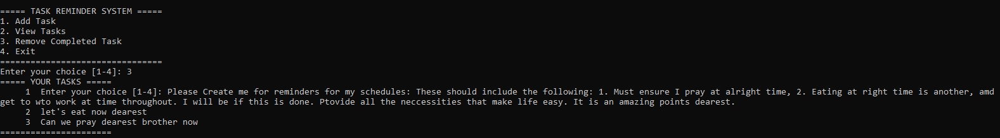 ===== TASK REMINDER SYSTEM =====
1. Add Task
2. View Tasks
3. Remove Completed Task
4. Exit
================================
Enter your choice [1-4]: 3
===== YOUR TASKS =====
1  Enter your choice [1-4]: Please Create me for reminders for my schedules: These should include the following: 1. Must ensure I pray at alright time, 2. Eating at right time is another, amd
get to wto work at time throughout. I will be if this is done. Ptovide all the neccessities that make life easy. It is an amazing points dearest.
2  let's eat now dearest
3  Can we pray dearest brother now
======================